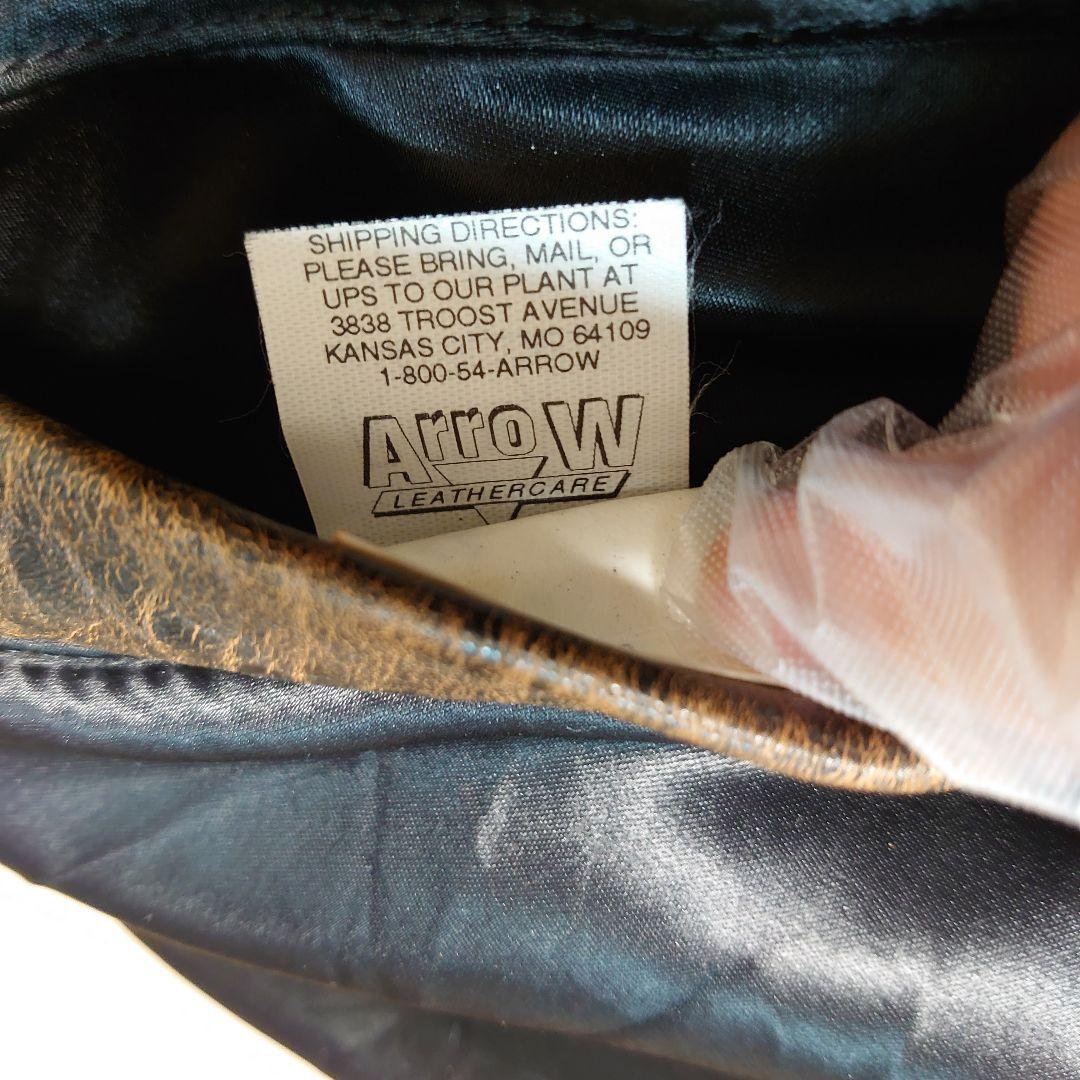 SHIPPING DIRECTIONS:
PLEASE BRING, MAIL, OR
UPS TO OUR PLANT AT
3838 TROOST AVENUE
KANSAS CITY, MO 64109
1-800-54-ARROW
ArroW
LEATHERCARE